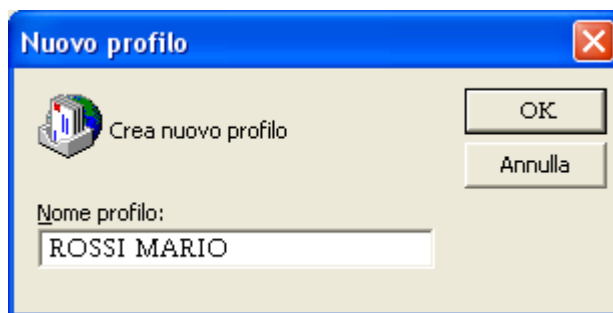 Nuovo profilo
OK
Crea nuovo profilo
Annulla
Nome profilo:
ROSSI MARIO